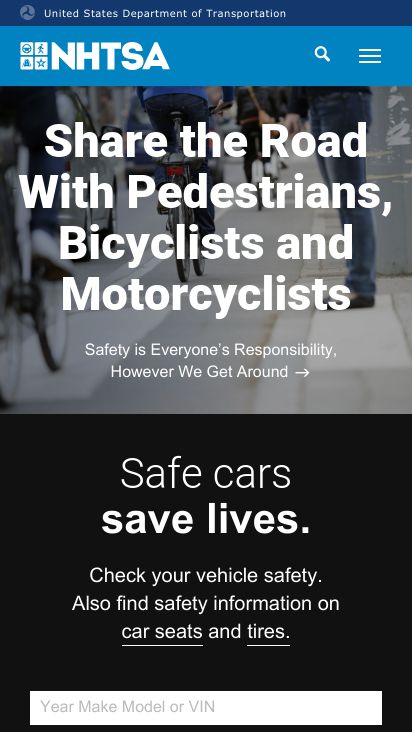 United States Department of Transportation
NHTSA
Share the Road
With Pedestrians,
Bicyclists and
Motorcyclists
Safety is Everyone’s Responsibility,
However We Get Around →
Safe cars
save lives.
Check your vehicle safety.
Also find safety information on
car seats and tires.
Year Make Model or VIN